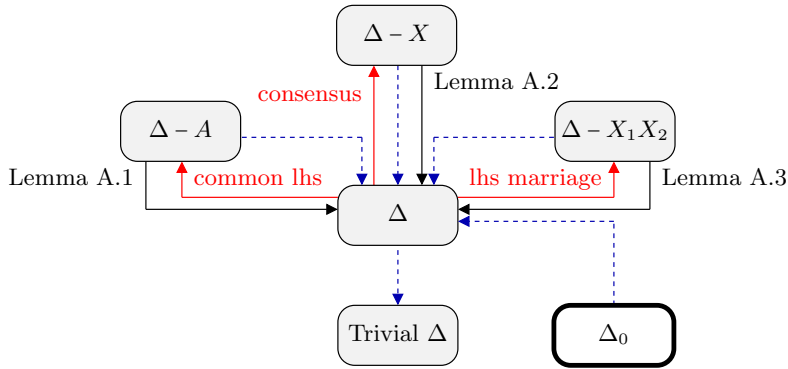 Δ – X
Lemma A.2
consensus
Δ – A
Δ – X₁X₂
Lemma A.1
common lhs
lhs marriage
Lemma A.3
Δ
Trivial Δ
Δ₀